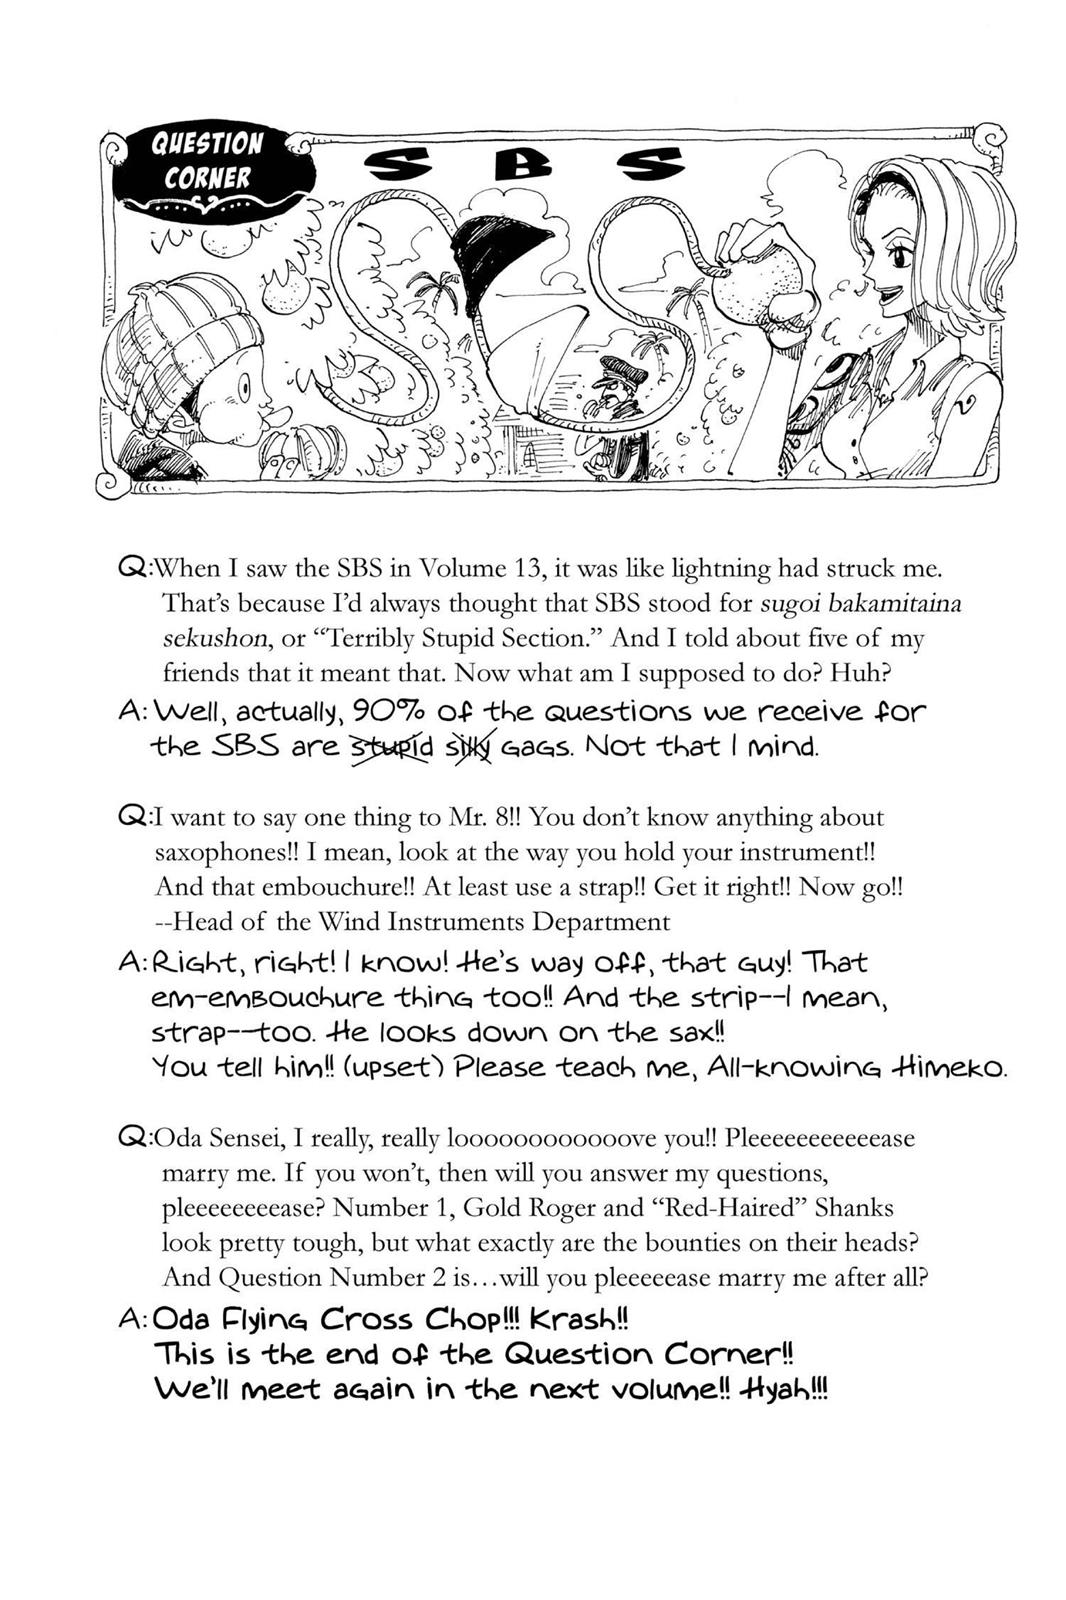 QUESTION
CORNER
S B S
Q:When I saw the SBS in Volume 13, it was like lightning had struck me.
That's because I'd always thought that SBS stood for sugoi bakamitaina
sekushon, or “Terribly Stupid Section.” And I told about five of my
friends that it meant that. Now what am I supposed to do? Huh?
A: Well, actually, 90% of the questions we receive for
the SBS are stupid silly gags. Not that I mind.
Q:I want to say one thing to Mr. 8!! You don't know anything about
saxophones!! I mean, look at the way you hold your instrument!!
And that embouchure!! At least use a strap!! Get it right!! Now go!!
--Head of the Wind Instruments Department
A: Right, right! I know! He's way off, that guy! That
em-embouchure thing too!! And the strip--I mean,
strap--too. He looks down on the sax!!
You tell him!! (upset) Please teach me, All-knowing Himeko.
Q:Oda Sensei, I really, really looooooooooooove you!! Pleeeeeeeeeeease
marry me. If you won't, then will you answer my questions,
pleeeeeeeeease? Number 1, Gold Roger and “Red-Haired” Shanks
look pretty tough, but what exactly are the bounties on their heads?
And Question Number 2 is…will you pleeeeease marry me after all?
A: Oda Flying Cross Chop!!! Krash!!
This is the end of the Question Corner!!
We'll meet again in the next volume!! Hyah!!!